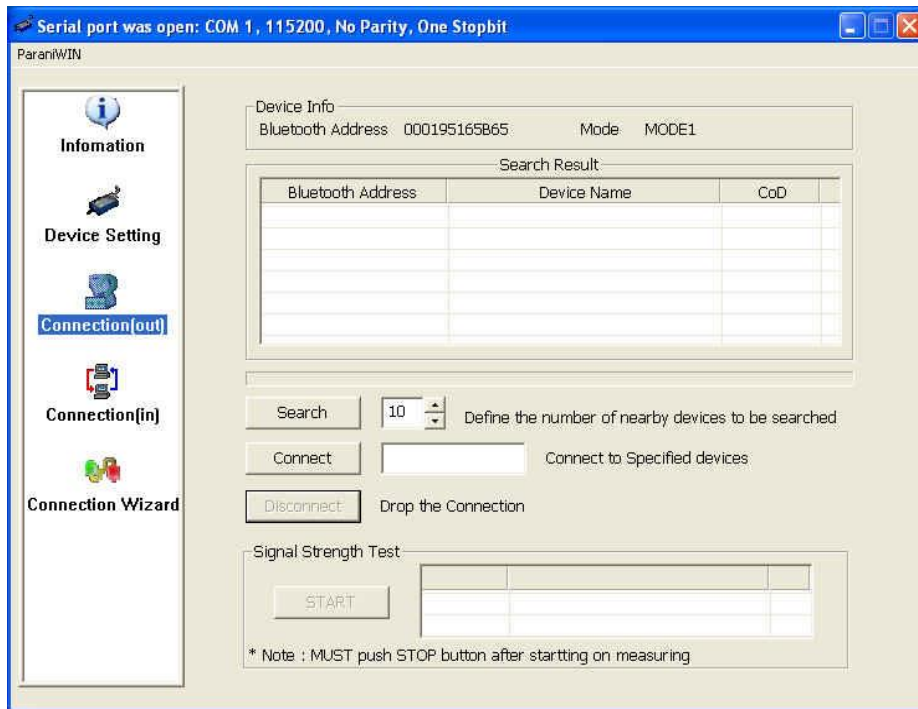 Serial port was open: COM 1, 115200, No Parity, One Stopbit
ParaniWIN
Infomation
Device Setting
Connection(out)
Connection(in)
Connection Wizard
Device Info
Bluetooth Address 000195165B65 Mode MODE1
Search Result
Bluetooth Address Device Name CoD
Search 10 Define the number of nearby devices to be searched
Connect Connect to Specified devices
Disconnect Drop the Connection
Signal Strength Test
START
* Note : MUST push STOP button after startting on measuring